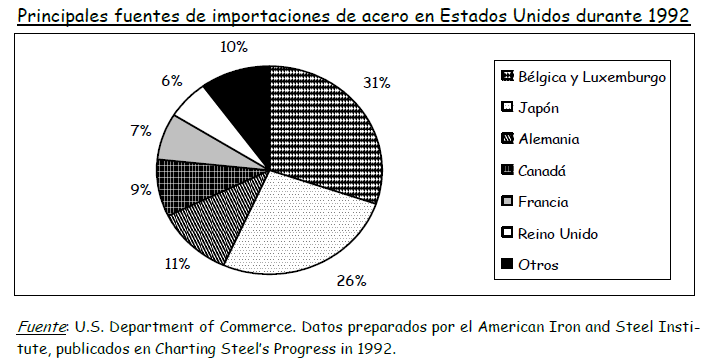 Principales fuentes de importaciones de acero en Estados Unidos durante 1992
10%
31%
6%
7%
9%
11%
26%
Bélgica y Luxemburgo
Japón
Alemania
Canadá
Francia
Reino Unido
Otros
Fuente: U.S. Department of Commerce. Datos preparados por el American Iron and Steel Insti-
tute, publicados en Charting Steel's Progress in 1992.